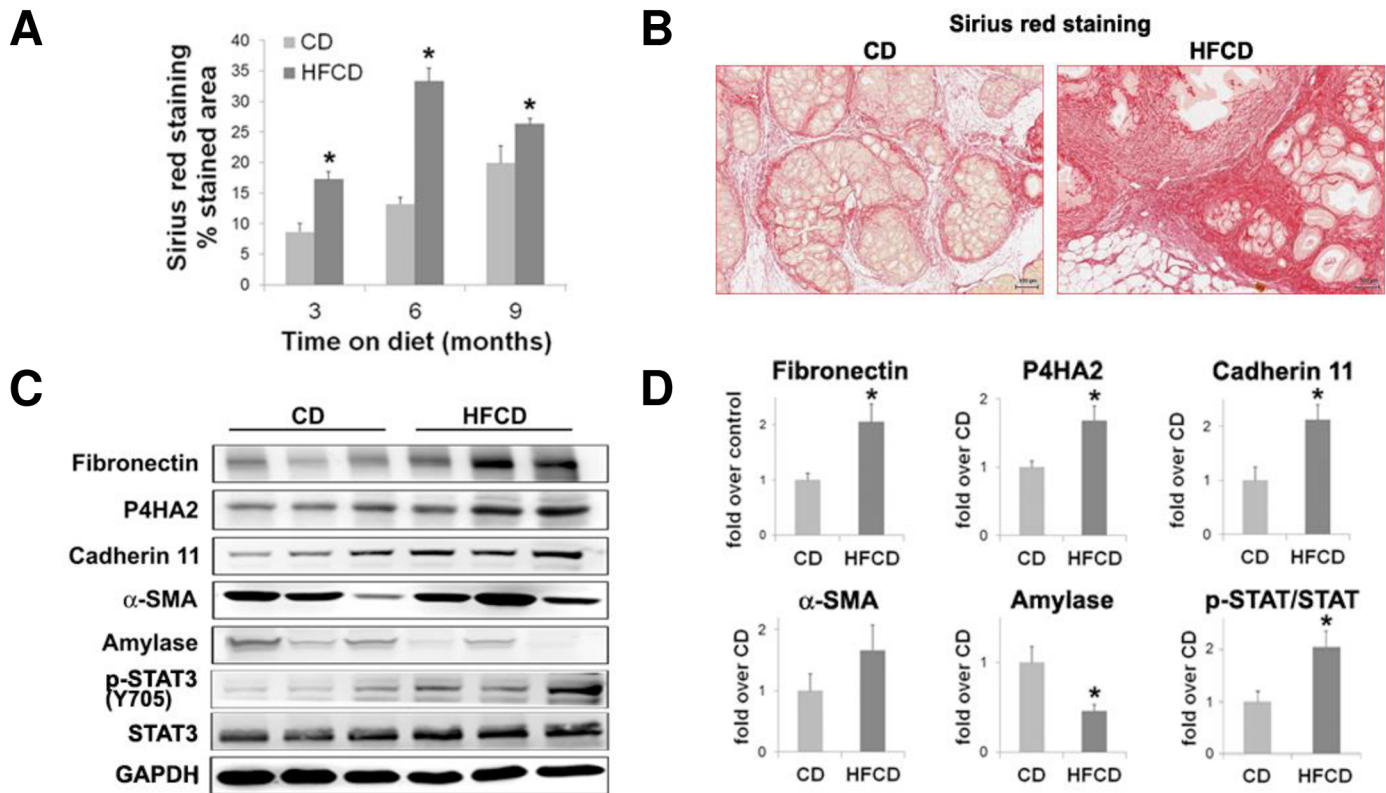 A
Sirius red staining
% stained area
40
35
30
25
20
15
10
5
0
CD
HFCD
*
*
*
3 6 9
Time on diet (months)
B
Sirius red staining
CD HFCD
C
CD HFCD
Fibronectin
P4HA2
Cadherin 11
α-SMA
Amylase
p-STAT3
(Y705)
STAT3
GAPDH
D
Fibronectin
fold over control
2
1
0
*
CD HFCD
P4HA2
fold over CD
2
1
0
*
CD HFCD
Cadherin 11
fold over CD
2
1
0
*
CD HFCD
α-SMA
fold over CD
2
1
0
CD HFCD
Amylase
fold over CD
1
0
*
CD HFCD
p-STAT/STAT
fold over CD
2
1
0
*
CD HFCD